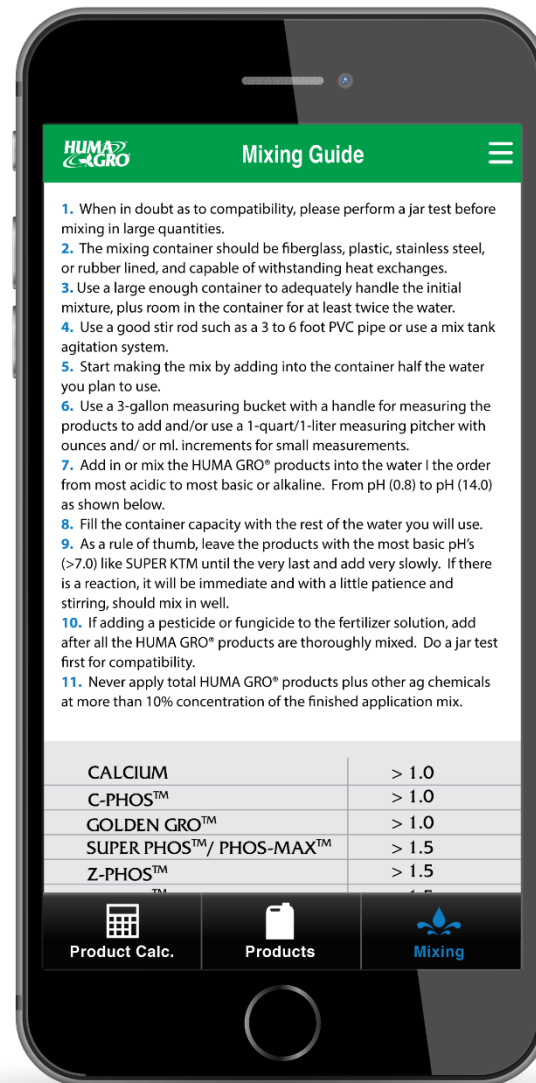 HUMA
GRO®
Mixing Guide
1. When in doubt as to compatibility, please perform a jar test before
mixing in large quantities.
2. The mixing container should be fiberglass, plastic, stainless steel,
or rubber lined, and capable of withstanding heat exchanges.
3. Use a large enough container to adequately handle the initial
mixture, plus room in the container for at least twice the water.
4. Use a good stir rod such as a 3 to 6 foot PVC pipe or use a mix tank
agitation system.
5. Start making the mix by adding into the container half the water
you plan to use.
6. Use a 3-gallon measuring bucket with a handle for measuring the
products to add and/or use a 1-quart/1-liter measuring pitcher with
ounces and/ or ml. increments for small measurements.
7. Add in or mix the HUMA GRO® products into the water I the order
from most acidic to most basic or alkaline. From pH (0.8) to pH (14.0)
as shown below.
8. Fill the container capacity with the rest of the water you will use.
9. As a rule of thumb, leave the products with the most basic pH's
(>7.0) like SUPER KTM until the very last and add very slowly. If there
is a reaction, it will be immediate and with a little patience and
stirring, should mix in well.
10. If adding a pesticide or fungicide to the fertilizer solution, add
after all the HUMA GRO® products are thoroughly mixed. Do a jar test
first for compatibility.
11. Never apply total HUMA GRO® products plus other ag chemicals
at more than 10% concentration of the finished application mix.
CALCIUM > 1.0
C-PHOS™ > 1.0
GOLDEN GRO™ > 1.0
SUPER PHOS™/ PHOS-MAX™ > 1.5
Z-PHOS™ > 1.5
Product Calc. Products Mixing